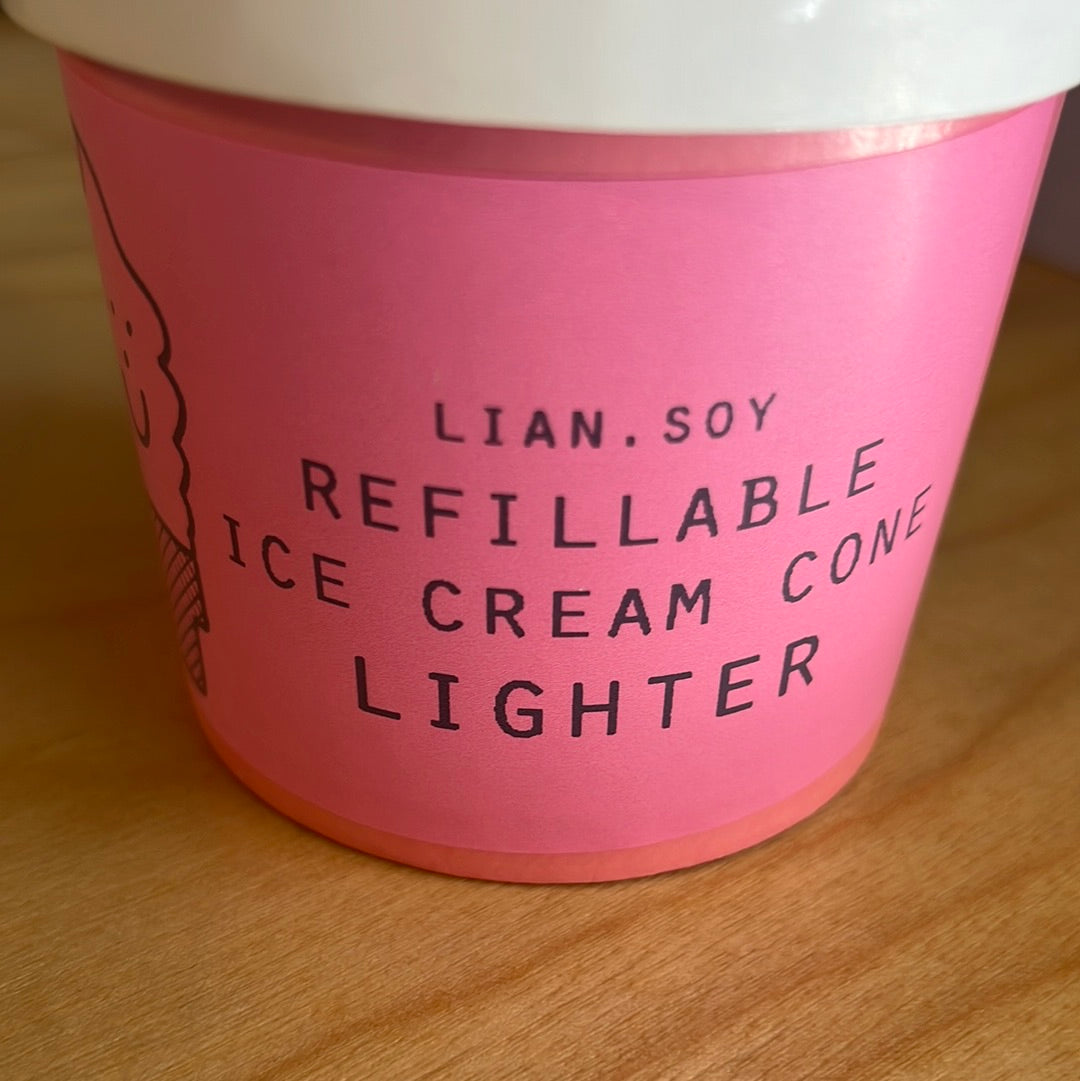 LIAN.SOY
REFILLABLE
ICE CREAM CONE
LIGHTER